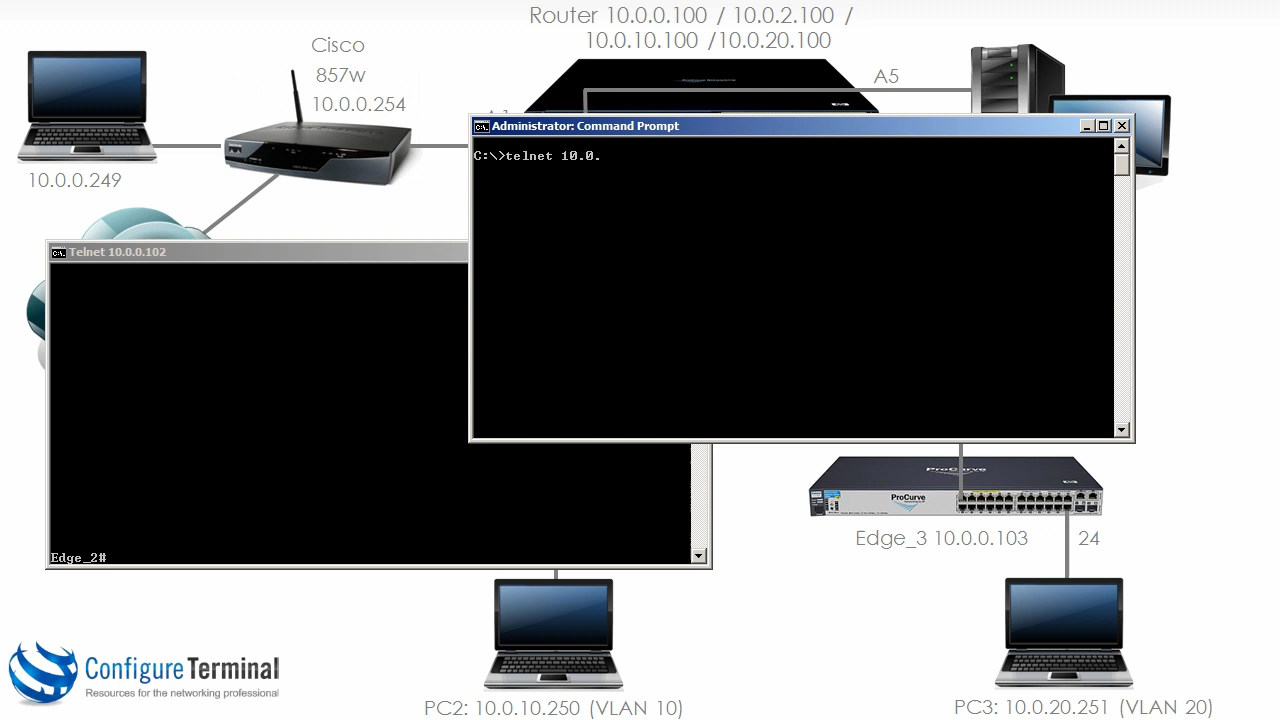 Router 10.0.0.100 / 10.0.2.100 /
10.0.10.100 /10.0.20.100
Cisco
857w
10.0.0.254
A5
10.0.0.249
Administrator: Command Prompt
C:\>telnet 10.0.
Telnet 10.0.0.102
Edge_2#
ProCurve
ProCurve
Edge_3 10.0.0.103
24
Configure Terminal
Resources for the networking professional
PC2: 10.0.10.250 (VLAN 10)
PC3: 10.0.20.251 (VLAN 20)